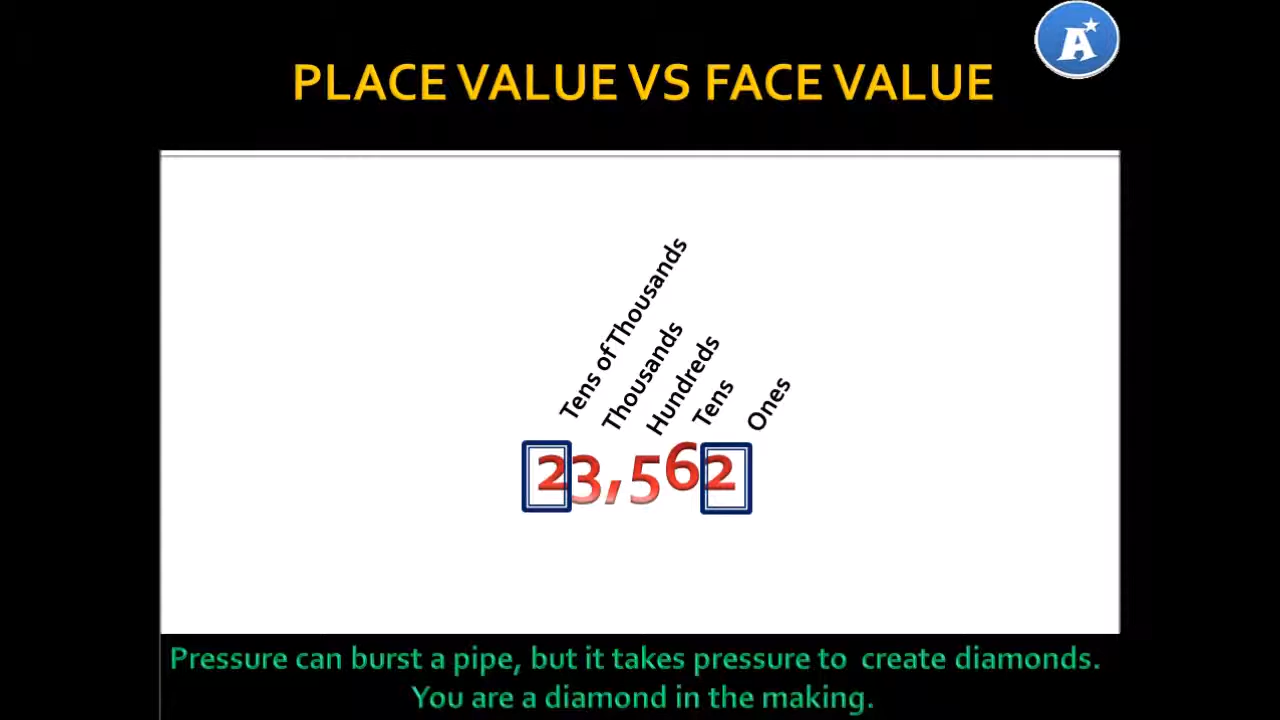 A
PLACE VALUE VS FACE VALUE
Tens of Thousands
Thousands
Hundreds
Tens
Ones
23,562
Pressure can burst a pipe, but it takes pressure to create diamonds.
You are a diamond in the making.